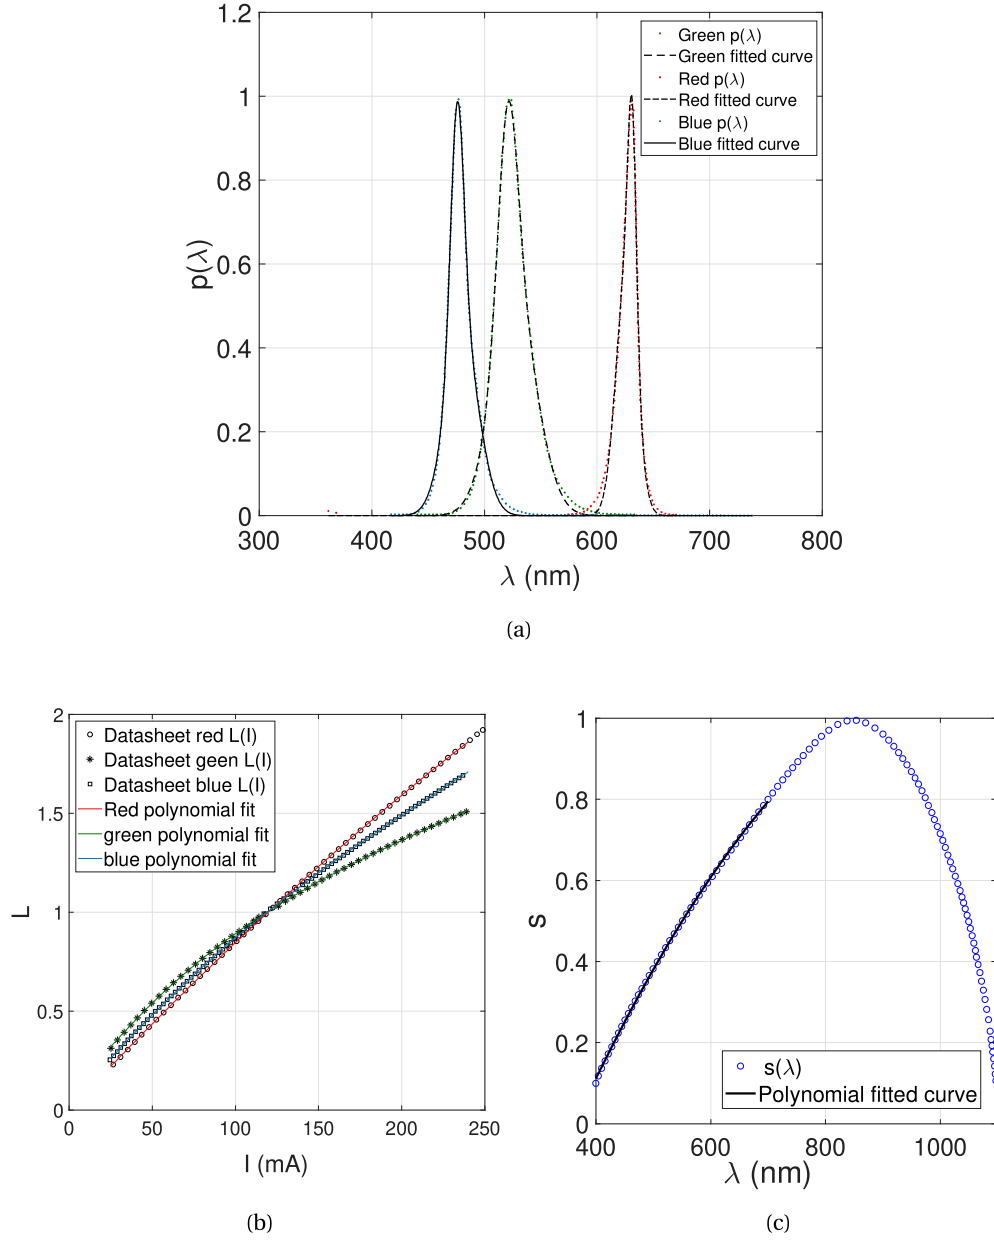 1.2
1
0.8
0.6
0.4
0.2
0
p(λ)
Green p(λ)
Green fitted curve
Red p(λ)
Red fitted curve
Blue p(λ)
Blue fitted curve
300 400 500 600 700 800
λ (nm)
(a)
2
1.5
1
0.5
0
L
Datasheet red L(I)
Datasheet geen L(I)
Datasheet blue L(I)
Red polynomial fit
green polynomial fit
blue polynomial fit
0 50 100 150 200 250
I (mA)
(b)
1
0.8
0.6
0.4
0.2
0
s
s(λ)
Polynomial fitted curve
400 600 800 1000
λ (nm)
(c)